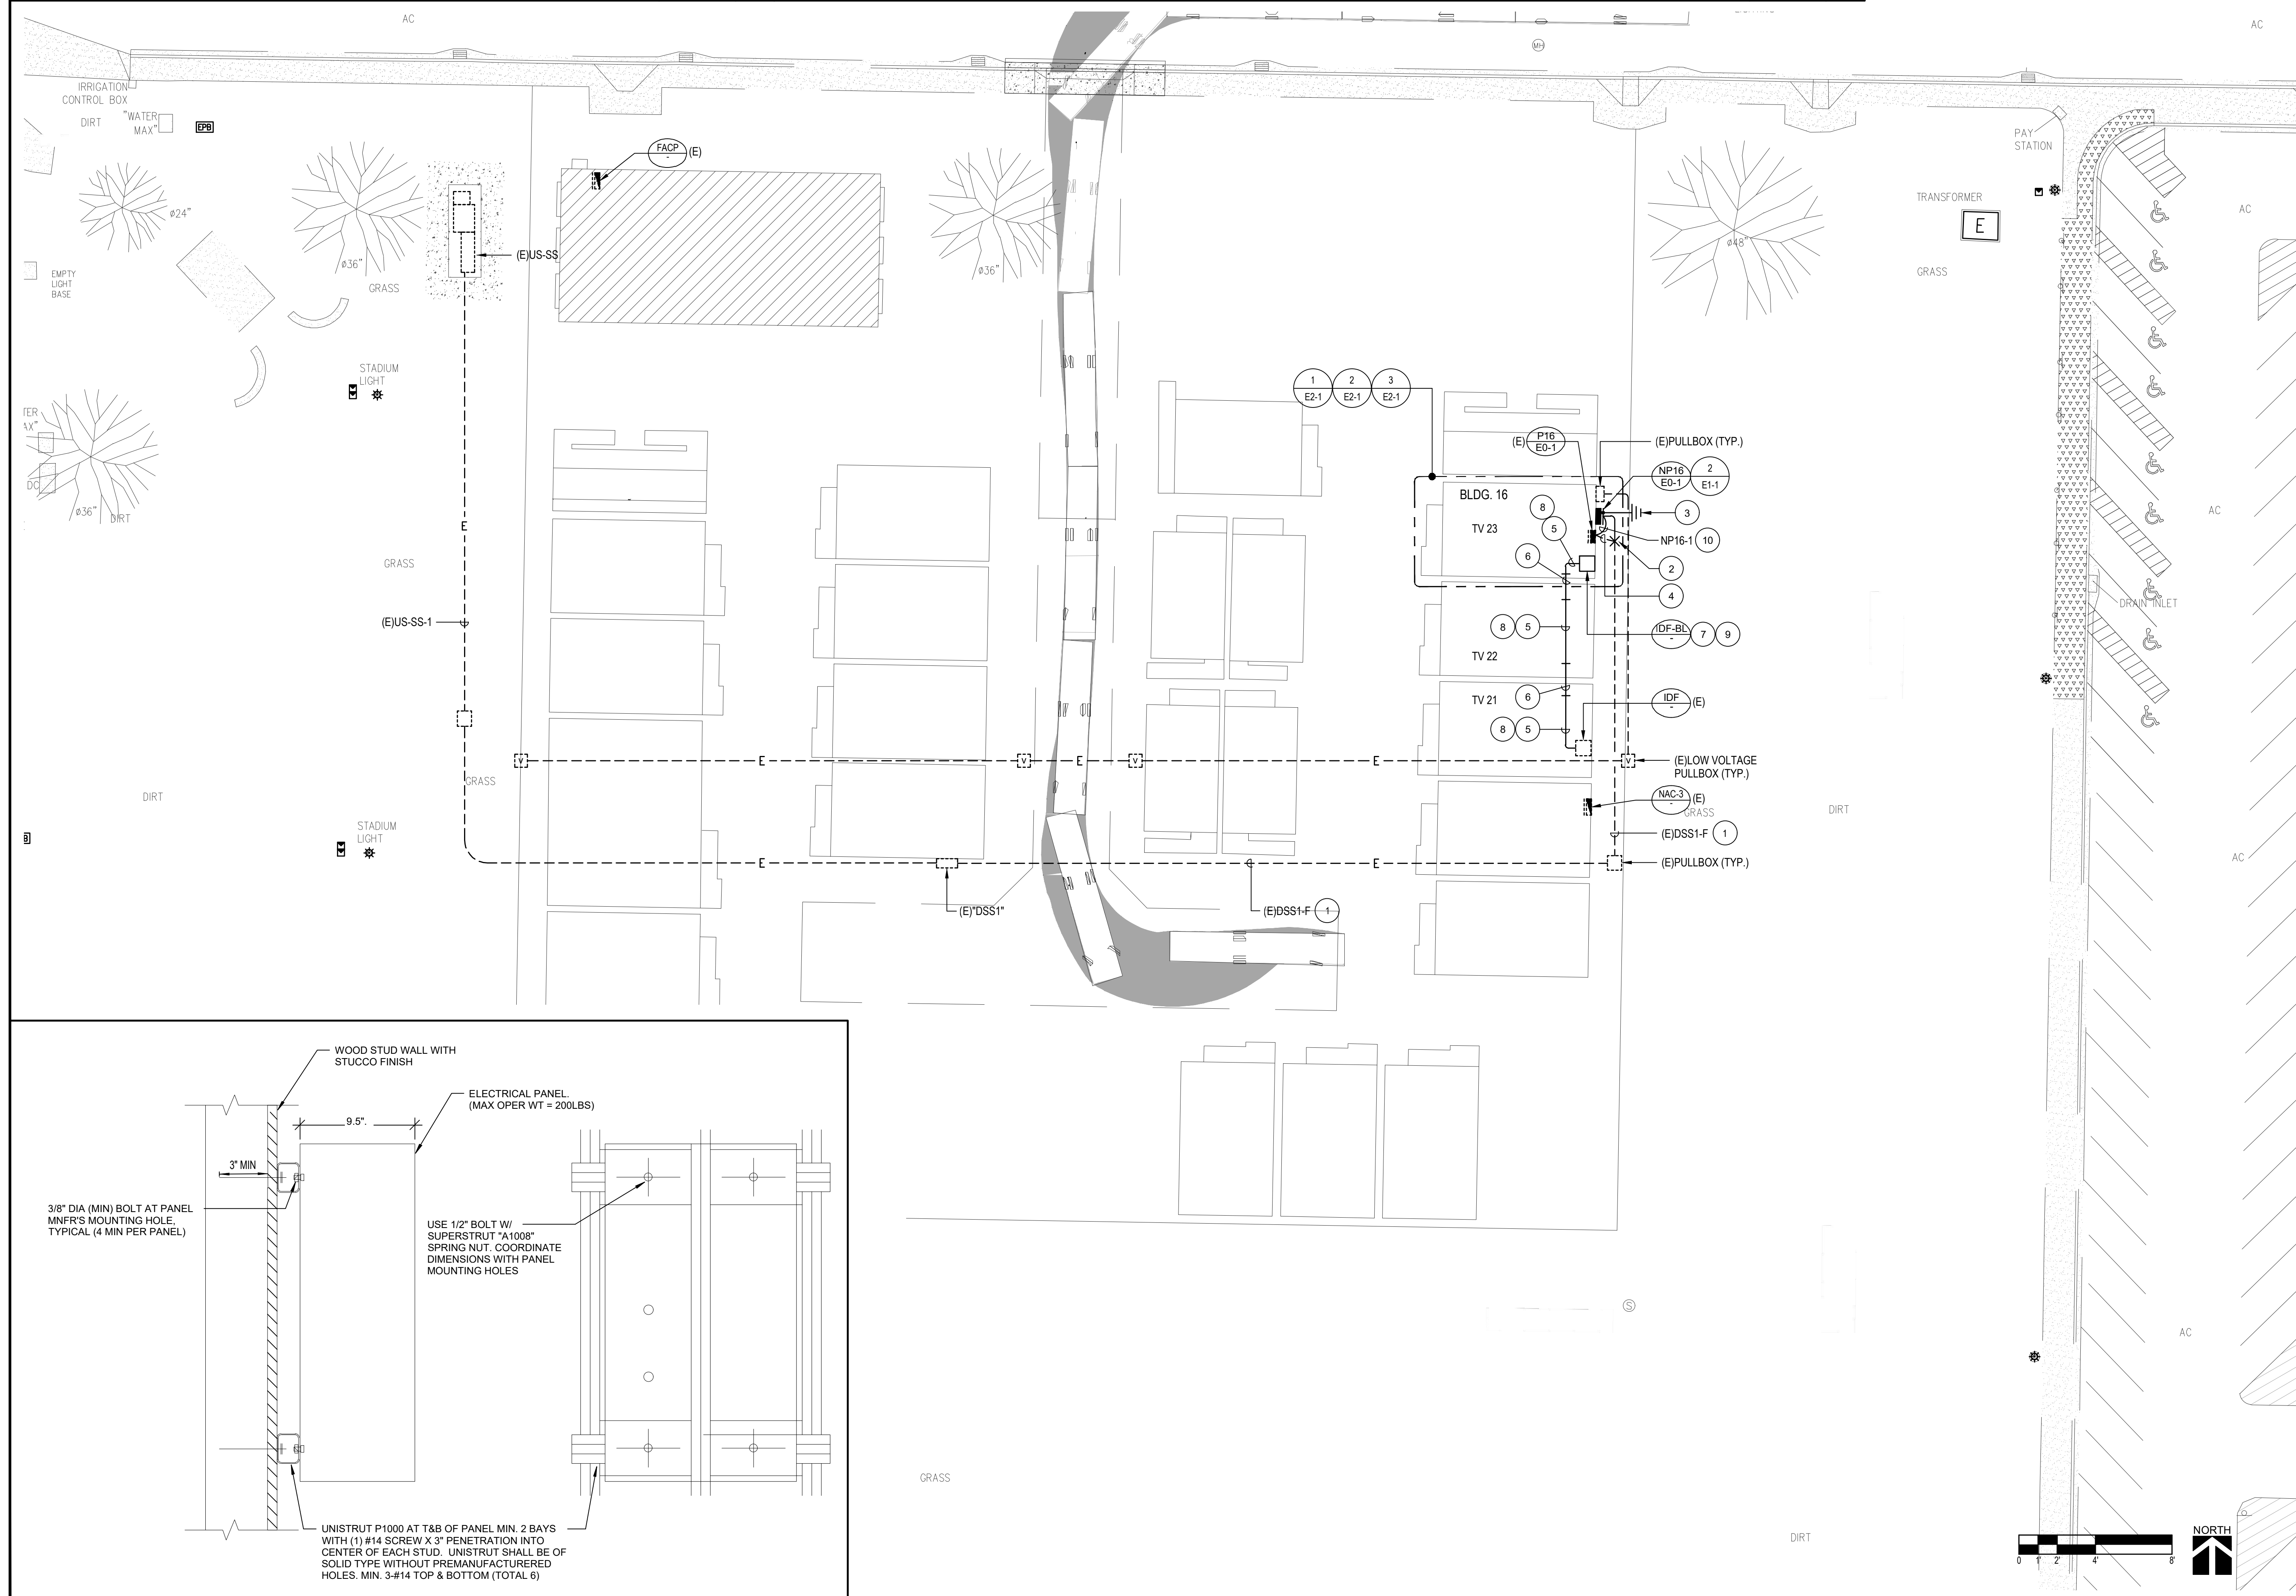 AC
AC
MH
IRRIGATION
CONTROL BOX
DIRT
"WATER
MAX"
EPB
FACP
-
(E)
PAY
STATION
ø24"
ø36"
GRASS
(E)US-SS
ø36"
ø48"
TRANSFORMER
E
GRASS
AC
EMPTY
LIGHT
BASE
STADIUM
LIGHT
DC
ø36"
DIRT
1
E2-1
2
E2-1
3
E2-1
(E)
P16
E0-1
(E)PULLBOX (TYP.)
NP16
E0-1
2
E1-1
BLDG. 16
TV 23
8
5
6
3
NP16-1
10
2
4
AC
E
GRASS
(E)US-SS-1
8
5
TV 22
IDF-BL
-
7
9
DRAIN INLET
TV 21
6
IDF
-
(E)
8
5
V
E
V
E
V
E
V
(E)LOW VOLTAGE
PULLBOX (TYP.)
GRASS
DIRT
NAC-3
-
(E)
GRASS
DIRT
STADIUM
LIGHT
(E)DSS1-F
1
E
E
(E)PULLBOX (TYP.)
AC
(E)"DSS1"
(E)DSS1-F
1
WOOD STUD WALL WITH
STUCCO FINISH
ELECTRICAL PANEL.
(MAX OPER WT = 200LBS)
9.5".
3" MIN
3/8" DIA (MIN) BOLT AT PANEL
MNFR'S MOUNTING HOLE,
TYPICAL (4 MIN PER PANEL)
USE 1/2" BOLT W/
SUPERSTRUT "A1008"
SPRING NUT. COORDINATE
DIMENSIONS WITH PANEL
MOUNTING HOLES
S
AC
GRASS
UNISTRUT P1000 AT T&B OF PANEL MIN. 2 BAYS
WITH (1) #14 SCREW X 3" PENETRATION INTO
CENTER OF EACH STUD. UNISTRUT SHALL BE OF
SOLID TYPE WITHOUT PREMANUFACTURERED
HOLES. MIN. 3-#14 TOP & BOTTOM (TOTAL 6)
DIRT
NORTH
0 1' 2' 4' 8'